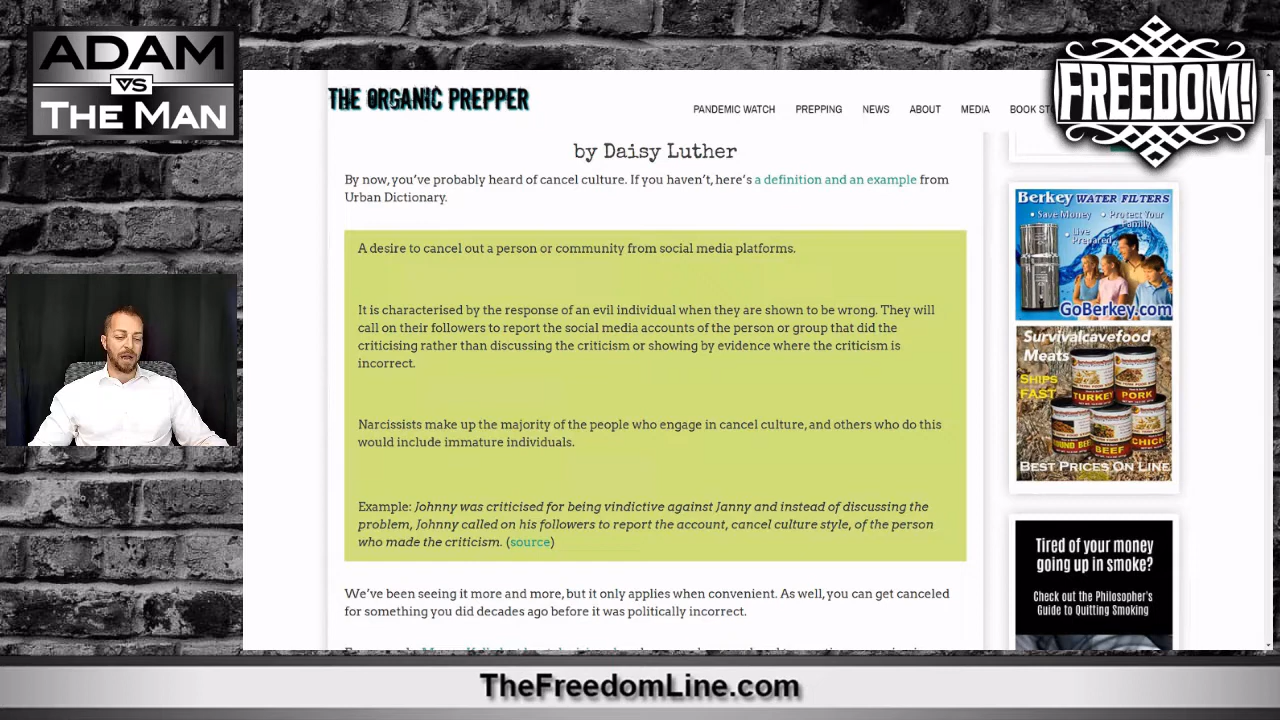 ADAM
VS
THE MAN
FREEDOM!
THE ORGANIC PREPPER
PANDEMIC WATCH PREPPING NEWS ABOUT MEDIA BOOK
by Daisy Luther
By now, you've probably heard of cancel culture. If you haven't, here's a definition and an example from
Urban Dictionary.
A desire to cancel out a person or community from social media platforms.
It is characterised by the response of an evil individual when they are shown to be wrong. They will
call on their followers to report the social media accounts of the person or group that did the
criticising rather than discussing the criticism or showing by evidence where the criticism is
incorrect.
Narcissists make up the majority of the people who engage in cancel culture, and others who do this
would include immature individuals.
Example: Johnny was criticised for being vindictive against Janny and instead of discussing the
problem, Johnny called on his followers to report the account, cancel culture style, of the person
who made the criticism. (source)
We've been seeing it more and more, but it only applies when convenient. As well, you can get canceled
for something you did decades ago before it was politically incorrect.
Berkey WATER FILTERS
• Save Money • Protect Your
Family
• Live
Prepared
GoBerkey.com
Survivalcavefood
Meats
SHIPS
FAST
TURKEY PORK
BEEF
BEST PRICES ON LINE
Tired of your money
going up in smoke?
Check out the Philosopher's
Guide to Quitting Smoking
TheFreedomLine.com